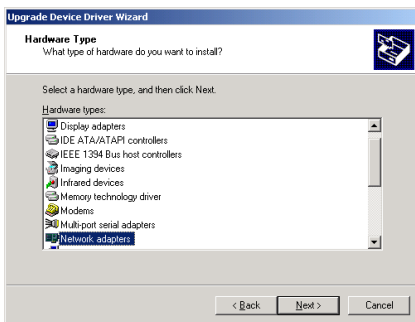 Upgrade Device Driver Wizard
Hardware Type
What type of hardware do you want to install?
Select a hardware type, and then click Next.
Hardware types:
Display adapters
IDE ATA/ATAPI controllers
IEEE 1394 Bus host controllers
Imaging devices
Infrared devices
Memory technology driver
Modems
Multi-port serial adapters
Network adapters
< Back
Next >
Cancel